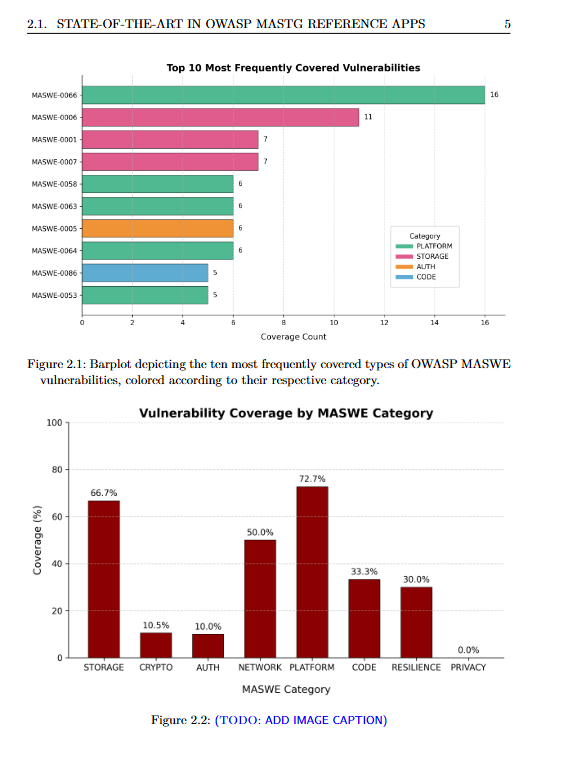 2.1. STATE-OF-THE-ART IN OWASP MASTG REFERENCE APPS 5
Top 10 Most Frequently Covered Vulnerabilities
MASWE-0066 16
MASWE-0006 11
MASWE-0001 7
MASWE-0007 7
MASWE-0058 6
MASWE-0063 6
MASWE-0005 6
MASWE-0064 6
MASWE-0086 5
MASWE-0053 5
Category
PLATFORM
STORAGE
AUTH
CODE
0 2 4 6 8 10 12 14 16
Coverage Count
Figure 2.1: Barplot depicting the ten most frequently covered types of OWASP MASWE
vulnerabilities, colored according to their respective category.
Vulnerability Coverage by MASWE Category
Coverage (%)
100
80
60
40
20
0
66.7%
10.5%
10.0%
50.0%
72.7%
33.3%
30.0%
0.0%
STORAGE CRYPTO AUTH NETWORK PLATFORM CODE RESILIENCE PRIVACY
MASWE Category
Figure 2.2: (TODO: ADD IMAGE CAPTION)